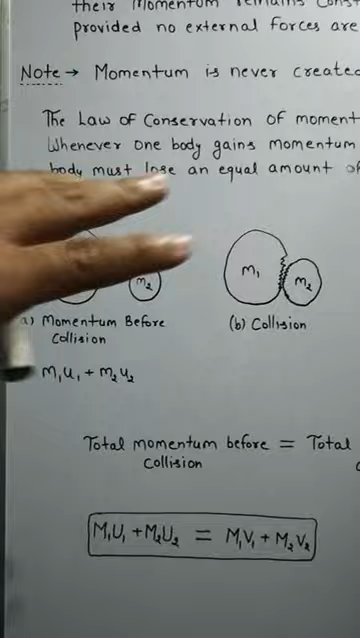 their Momentum remains Const
provided no external forces are
Note → Momentum is never created
The Law of Conservation of moment
Whenever one body gains momentum
body must lose an equal amount of
M₁
M₂
M₂
a) Momentum Before
Collision
(b) Collision
M₁u₁ + m₂u₂
Total momentum before = Total
Collision
M₁U₁ + M₂U₂ = M₁V₁ + M₂V₂